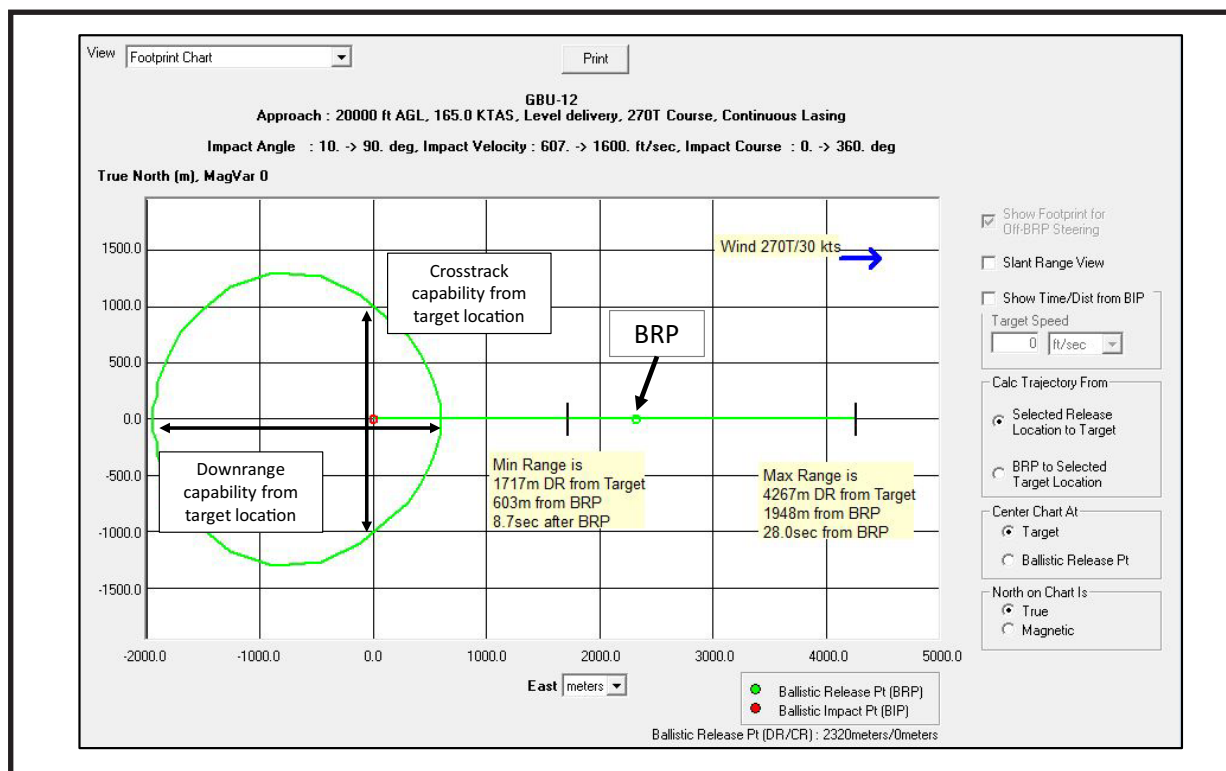 View
Footprint Chart
Print
GBU-12
Approach : 20000 ft AGL, 165.0 KTAS, Level delivery, 270T Course, Continuous Lasing
Impact Angle : 10. -> 90. deg, Impact Velocity : 607. -> 1600. ft/sec, Impact Course : 0. -> 360. deg
True North (m), MagVar 0
1500.0
1000.0
500.0
0.0
-500.0
-1000.0
-1500.0
Wind 270T/30 kts
Crosstrack
capability from
target location
BRP
Downrange
capability from
target location
Min Range is
1717m DR from Target
603m from BRP
8.7sec after BRP
Max Range is
4267m DR from Target
1948m from BRP
28.0sec from BRP
-2000.0 -1000.0 0.0 1000.0 2000.0 3000.0 4000.0 5000.0
East meters
Ballistic Release Pt (BRP)
Ballistic Impact Pt (BIP)
Ballistic Release Pt (DR/CR) : 2320meters/0meters
Show Footprint for
Off-BRP Steering
Slant Range View
Show Time/Dist from BIP
Target Speed
0 ft/sec
Calc Trajectory From
Selected Release
Location to Target
BRP to Selected
Target Location
Center Chart At
Target
Ballistic Release Pt
North on Chart Is
True
Magnetic